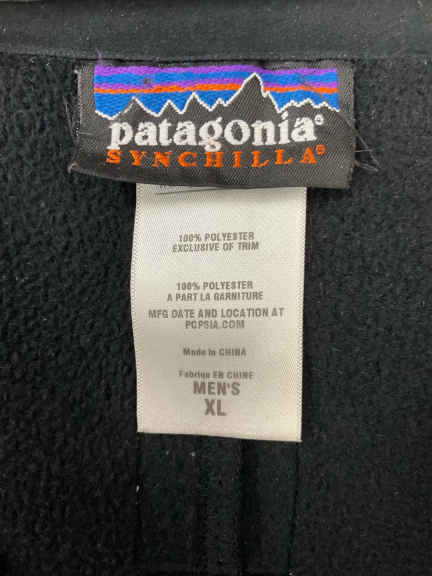 patagonia®
SYNCHILLA®
100% POLYESTER
EXCLUSIVE OF TRIM
100% POLYESTER
A PART LA GARNITURE
MFG DATE AND LOCATION AT
PCPSIA.COM
Made in CHINA
Fabrique EN CHINE
MEN'S
XL